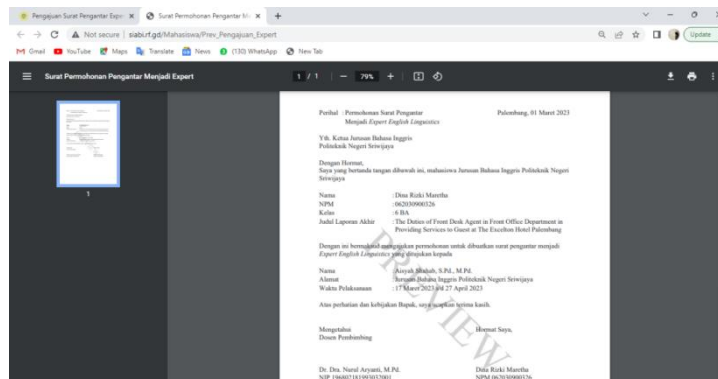 Pengajuan Surat Pengantar Exper
Surat Permohonan Pengantar Me
Not secure | siabi.rf.gd/Mahasiswa/Prev_Pengajuan_Expert
Update
Gmail YouTube Maps Translate News (130) WhatsApp New Tab
Surat Permohonan Pengantar Menjadi Expert
1 / 1 79%
1
Perihal : Permohonan Surat Pengantar Palembang, 01 Maret 2023
Menjadi Expert English Linguistics
Yth. Ketua Jurusan Bahasa Inggris
Politeknik Negeri Sriwijaya
Dengan Hormat,
Saya yang bertanda tangan dibawah ini, mahasiswa Jurusan Bahasa Inggris Politeknik Negeri
Sriwijaya
Nama : Dina Rizki Maretha
NPM : 062030900326
Kelas : 6 BA
Judul Laporan Akhir : The Duties of Front Desk Agent in Front Office Department in
Providing Services to Guest at The Excelton Hotel Palembang
Dengan ini bermaksud mengajukan permohonan untuk dibuatkan surat pengantar menjadi
Expert English Linguistics yang ditujukan kepada
Nama : Aisyah Shahab, S.Pd., M.Pd.
Alamat : Jurusan Bahasa Inggris Politeknik Negeri Sriwijaya
Waktu Pelaksanaan : 17 Maret 2023 s/d 27 April 2023
Atas perhatian dan kebijakan Bapak, saya ucapkan terima kasih.
PREVIEW
Mengetahui Hormat Saya,
Dosen Pembimbing
Dr. Dra. Nurul Aryanti, M.Pd. Dina Rizki Maretha
NIP 196802181993032001 NPM 062030900326